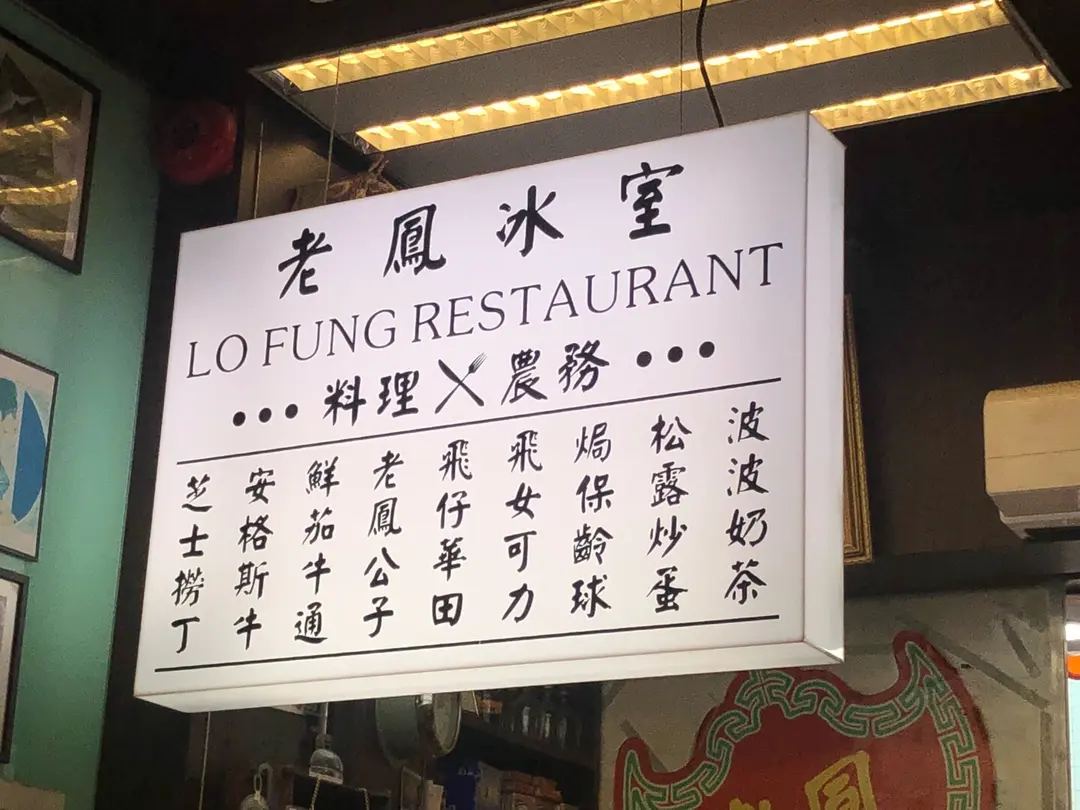 老鳳冰室
LO FUNG RESTAURANT
•••料理 農務•••
波波奶茶
松露炒蛋
焗保齡球
飛女可力
飛仔華田
老鳳公子
鮮茄牛通
安格斯牛
芝士撈丁